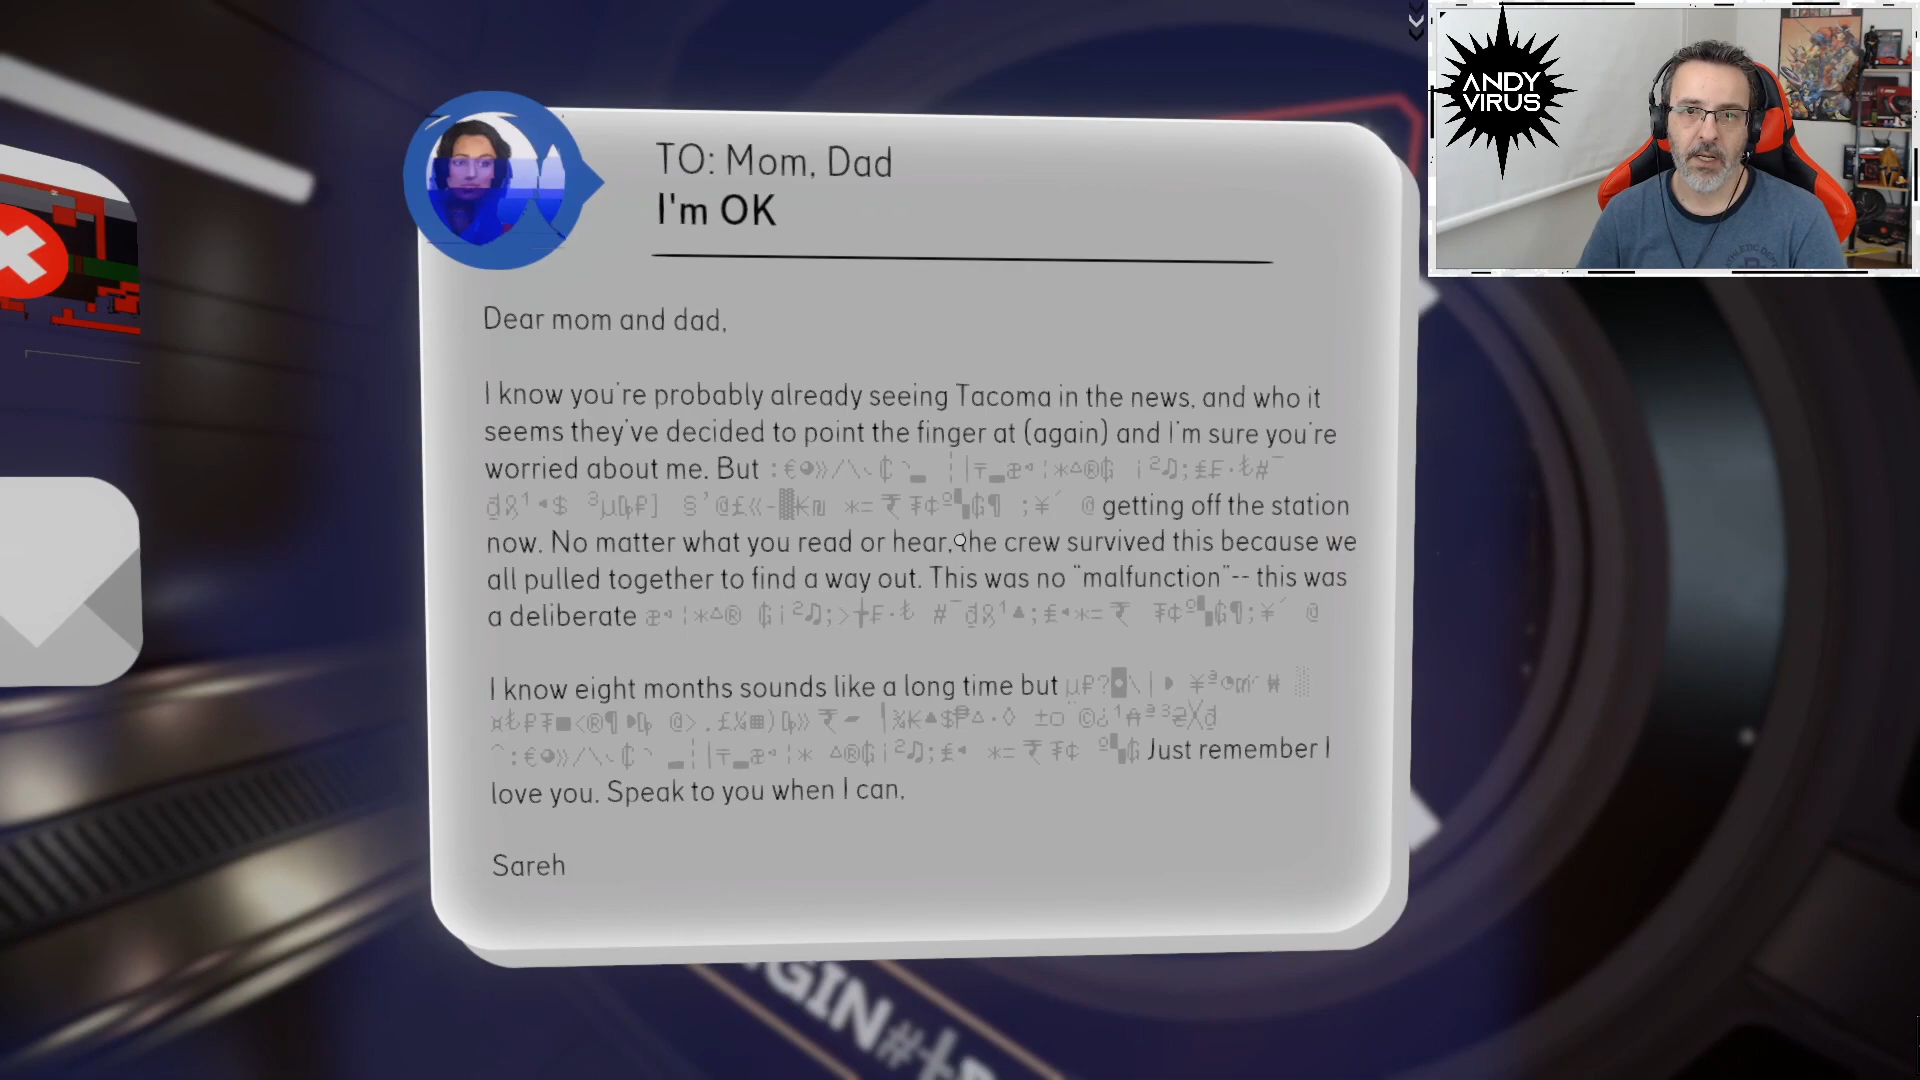 ANDY
VIRUS
TO: Mom, Dad
I'm OK
Dear mom and dad,
I know you're probably already seeing Tacoma in the news, and who it
seems they've decided to point the finger at (again) and I'm sure you're
worried about me. But
getting off the station
now. No matter what you read or hear, the crew survived this because we
all pulled together to find a way out. This was no "malfunction"-- this was
a deliberate
I know eight months sounds like a long time but
Just remember I
love you. Speak to you when I can,
Sareh